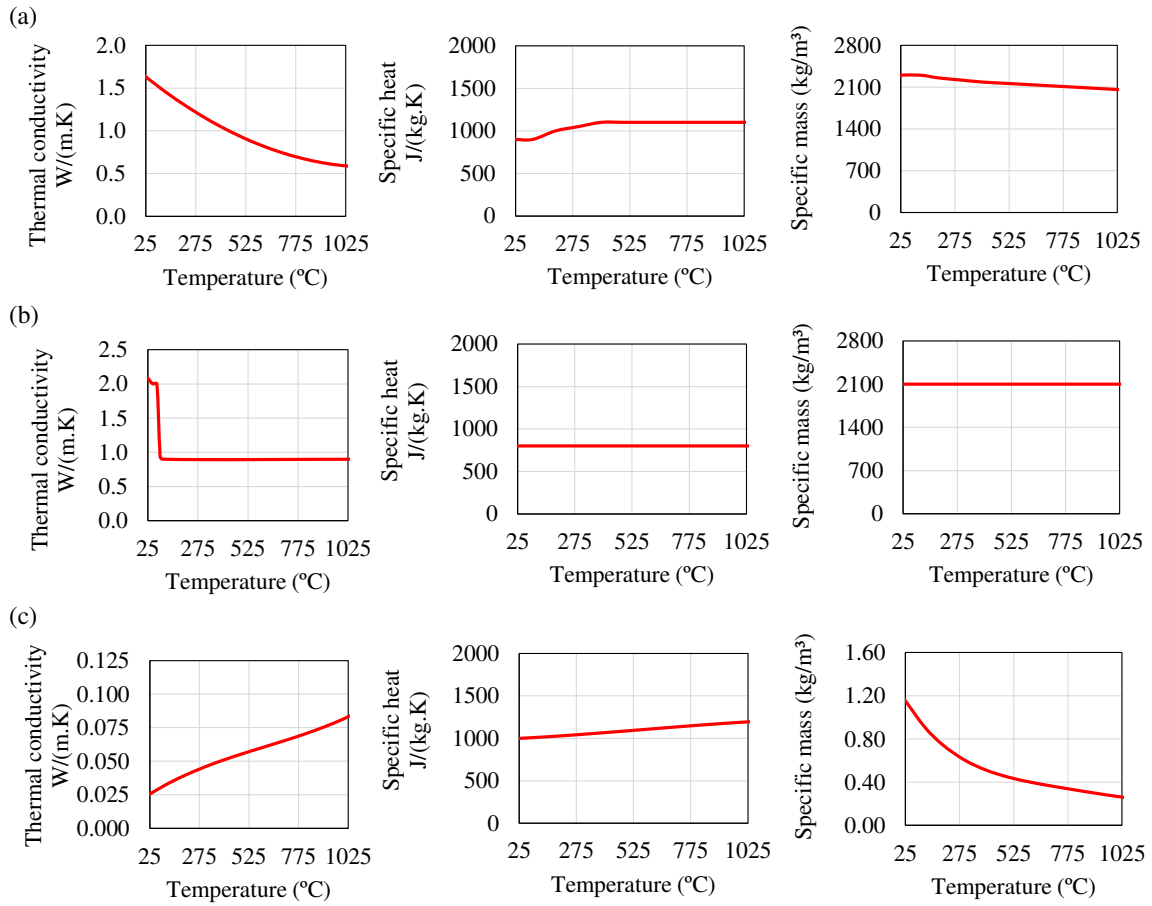 (a)
Thermal conductivity
W/(m.K)
2.0
1.5
1.0
0.5
0.0
25 275 525 775 1025
Temperature (ºC)
Specific heat
J/(kg.K)
2000
1500
1000
500
0
25 275 525 775 1025
Temperature (ºC)
Specific mass (kg/m³)
2800
2100
1400
700
0
25 275 525 775 1025
Temperature (ºC)
(b)
Thermal conductivity
W/(m.K)
2.5
2.0
1.5
1.0
0.5
0.0
25 275 525 775 1025
Temperature (ºC)
Specific heat
J/(kg.K)
2000
1500
1000
500
0
25 275 525 775 1025
Temperature (ºC)
Specific mass (kg/m³)
2800
2100
1400
700
0
25 275 525 775 1025
Temperature (ºC)
(c)
Thermal conductivity
W/(m.K)
0.125
0.100
0.075
0.050
0.025
0.000
25 275 525 775 1025
Temperature (ºC)
Specific heat
J/(kg.K)
2000
1500
1000
500
0
25 275 525 775 1025
Temperature (ºC)
Specific mass (kg/m³)
1.60
1.20
0.80
0.40
0.00
25 275 525 775 1025
Temperature (ºC)